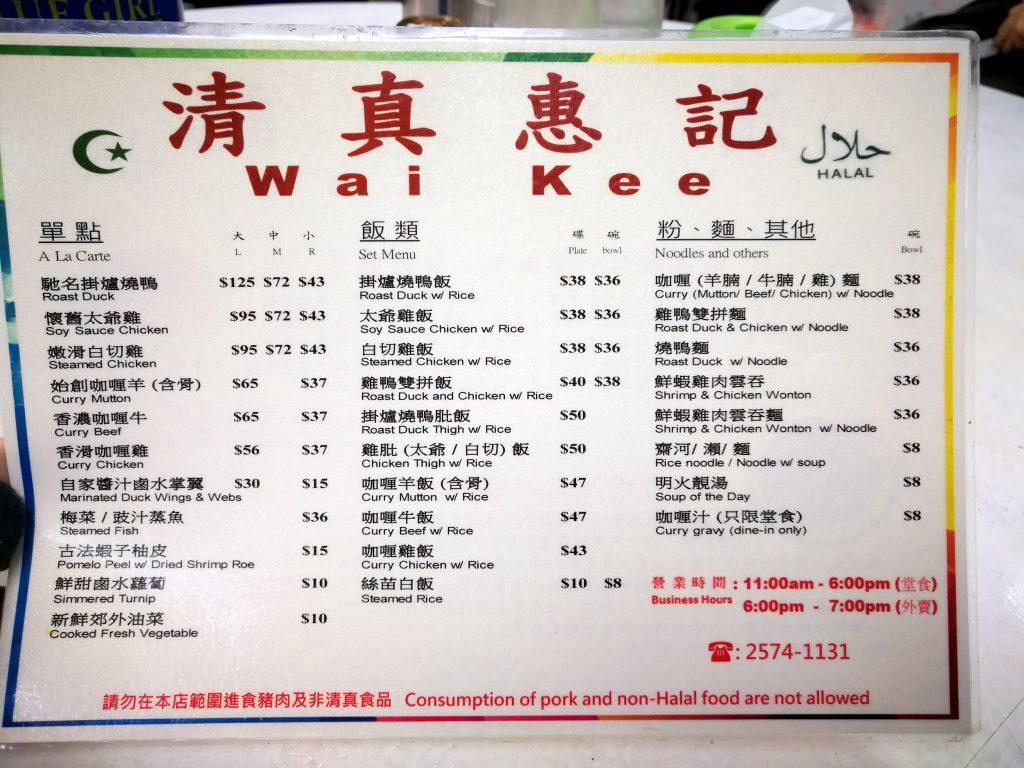 BLUE GIRL
清真惠記
Wai Kee
حلال
HALAL
單點 大 中 小
A La Carte L M R
馳名掛爐燒鴨 $125 $72 $43
Roast Duck
懷舊太爺雞 $95 $72 $43
Soy Sauce Chicken
嫩滑白切雞 $95 $72 $43
Steamed Chicken
始創咖喱羊 (含骨) $65 $37
Curry Mutton
香濃咖喱牛 $65 $37
Curry Beef
香滑咖喱雞 $56 $37
Curry Chicken
自家醬汁鹵水掌翼 $30 $15
Marinated Duck Wings & Webs
梅菜 / 豉汁蒸魚 $36
Steamed Fish
古法蝦子柚皮 $15
Pomelo Peel w/ Dried Shrimp Roe
鮮甜鹵水蘿蔔 $10
Simmered Turnip
新鮮郊外油菜 $10
Cooked Fresh Vegetable
飯類 碟 碗
Set Menu Plate bowl
掛爐燒鴨飯 $38 $36
Roast Duck w/ Rice
太爺雞飯 $38 $36
Soy Sauce Chicken w/ Rice
白切雞飯 $38 $36
Steamed Chicken w/ Rice
雞鴨雙拼飯 $40 $38
Roast Duck and Chicken w/ Rice
掛爐燒鴨肶飯 $50
Roast Duck Thigh w/ Rice
雞肶 (太爺 / 白切) 飯 $50
Chicken Thigh w/ Rice
咖喱羊飯 (含骨) $47
Curry Mutton w/ Rice
咖喱牛飯 $47
Curry Beef w/ Rice
咖喱雞飯 $43
Curry Chicken w/ Rice
絲苗白飯 $10 $8
Steamed Rice
粉、麵、其他 碗
Noodles and others Bowl
咖喱 (羊腩 / 牛腩 / 雞) 麵 $38
Curry (Mutton/ Beef/ Chicken) w/ Noodle
雞鴨雙拼麵 $38
Roast Duck & Chicken w/ Noodle
燒鴨麵 $36
Roast Duck w/ Noodle
鮮蝦雞肉雲吞 $36
Shrimp & Chicken Wonton
鮮蝦雞肉雲吞麵 $36
Shrimp & Chicken Wonton w/ Noodle
齋河/ 瀨/ 麵 $8
Rice noodle / Noodle w/ soup
明火靚湯 $8
Soup of the Day
咖喱汁 (只限堂食) $8
Curry gravy (dine-in only)
營業時間 : 11:00am - 6:00pm (堂食)
Business Hours 6:00pm - 7:00pm (外賣)
☎: 2574-1131
請勿在本店範圍進食豬肉及非清真食品 Consumption of pork and non-Halal food are not allowed